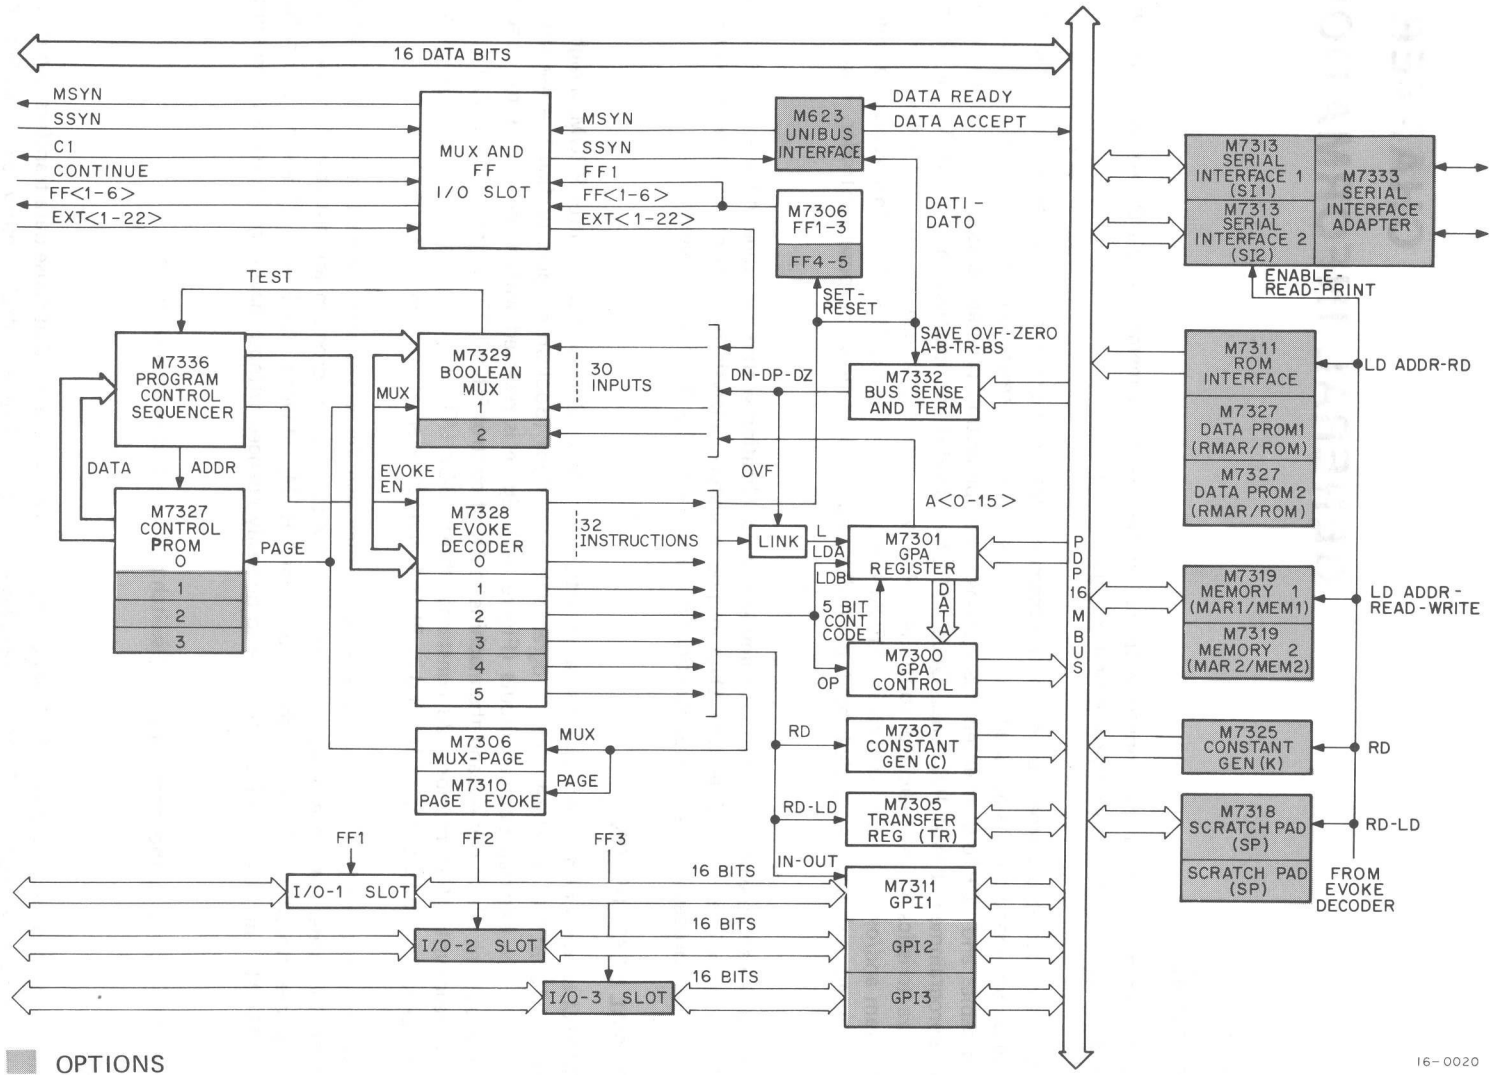 16 DATA BITS
MSYN
SSYN
C1
CONTINUE
FF<1-6>
EXT<1-22>
MUX AND
FF
I/O SLOT
MSYN
SSYN
FF1
FF<1-6>
EXT<1-22>
M623
UNIBUS
INTERFACE
DATA READY
DATA ACCEPT
M7306
FF1-3
FF4-5
DATI-
DATO
SET-
RESET
SAVE OVF-ZERO
A-B-TR-BS
M7313
SERIAL
INTERFACE 1
(SI1)
M7313
SERIAL
INTERFACE 2
(SI2)
M7333
SERIAL
INTERFACE
ADAPTER
ENABLE-
READ-PRINT
TEST
M7336
PROGRAM
CONTROL
SEQUENCER
MUX
M7329
BOOLEAN
MUX
1
2
30
INPUTS
DN-DP-DZ
M7332
BUS SENSE
AND TERM
M7311
ROM
INTERFACE
M7327
DATA PROM1
(RMAR/ROM)
M7327
DATA PROM2
(RMAR/ROM)
LD ADDR-RD
DATA
ADDR
EVOKE
EN
OVF
A<0-15>
M7327
CONTROL
PROM
0
1
2
3
PAGE
M7328
EVOKE
DECODER
0
1
2
3
4
5
32
INSTRUCTIONS
LINK
L
LDA
LDB
M7301
GPA
REGISTER
5 BIT
CONT
CODE
DATA
OP
M7300
GPA
CONTROL
PDP 16 M BUS
M7319
MEMORY 1
(MAR1/MEM1)
M7319
MEMORY 2
(MAR2/MEM2)
LD ADDR-
READ-WRITE
M7306
MUX-PAGE
M7310
PAGE EVOKE
MUX
PAGE
RD
M7307
CONSTANT
GEN (C)
M7325
CONSTANT
GEN (K)
RD
RD-LD
M7305
TRANSFER
REG (TR)
M7318
SCRATCH PAD
(SP)
SCRATCH PAD
(SP)
RD-LD
FROM
EVOKE
DECODER
FF1
FF2
FF3
IN-OUT
I/O-1 SLOT
16 BITS
M7311
GPI1
I/O-2 SLOT
16 BITS
GPI2
I/O-3 SLOT
16 BITS
GPI3
OPTIONS
16-0020